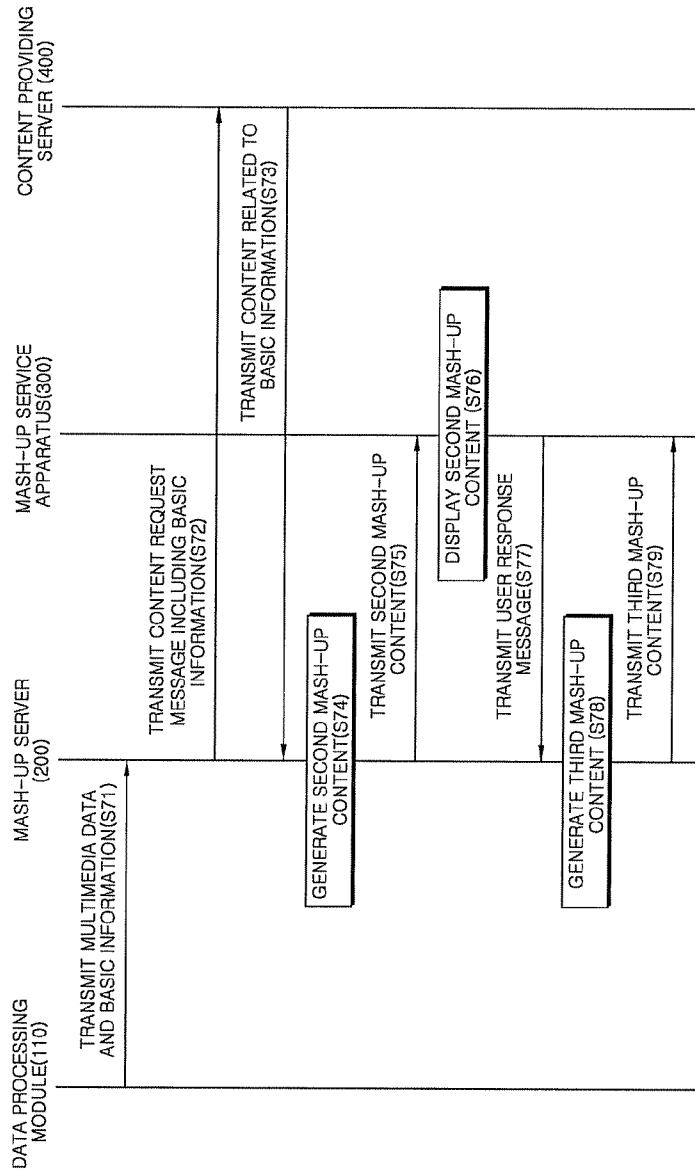 DATA PROCESSING
MODULE(110)
MASH-UP SERVER
(200)
MASH-UP SERVICE
APPARATUS(300)
CONTENT PROVIDING
SERVER (400)
TRANSMIT MULTIMEDIA DATA
AND BASIC INFORMATION(S71)
TRANSMIT CONTENT REQUEST
MESSAGE INCLUDING BASIC
INFORMATION(S72)
TRANSMIT CONTENT RELATED TO
BASIC INFORMATION(S73)
GENERATE SECOND MASH-UP
CONTENT(S74)
TRANSMIT SECOND MASH-UP
CONTENT(S75)
DISPLAY SECOND MASH-UP
CONTENT (S76)
TRANSMIT USER RESPONSE
MESSAGE(S77)
GENERATE THIRD MASH-UP
CONTENT (S78)
TRANSMIT THIRD MASH-UP
CONTENT(S79)